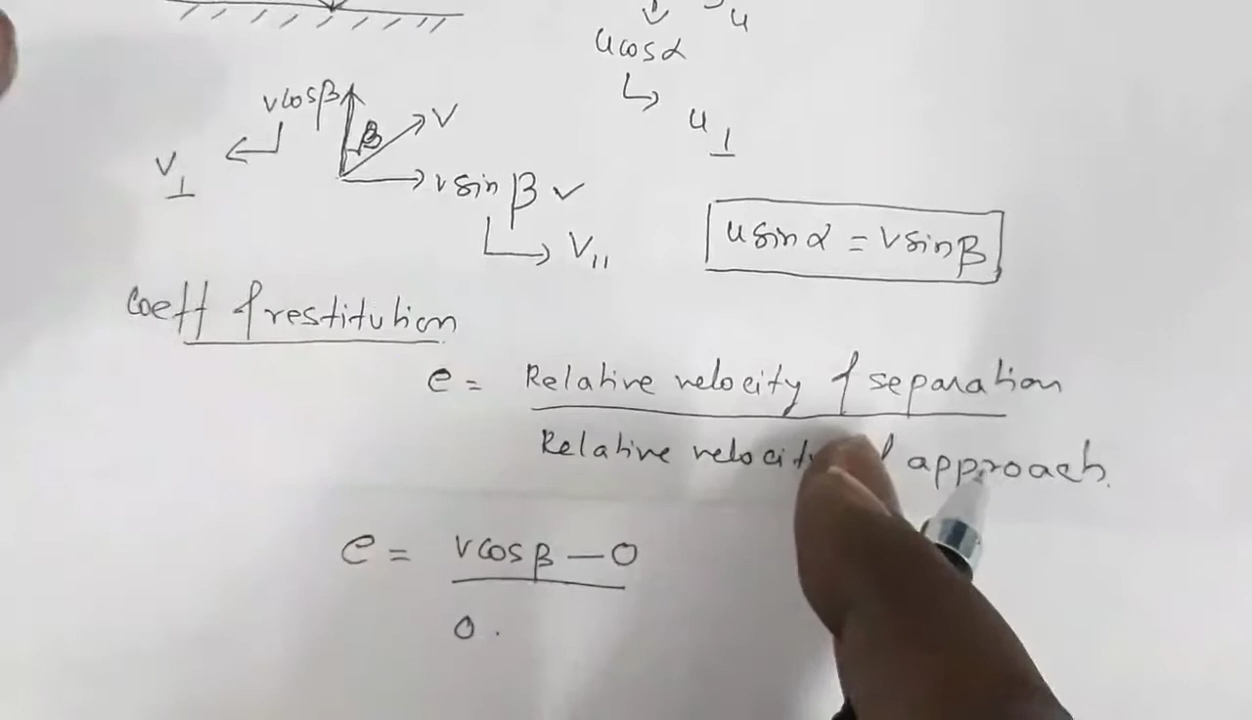 u
u cos α
v cos β
β
v
u⊥
v⊥
v sin β ✓
v||
u sin α = v sin β
Coeff of restitution
e = Relative velocity of separation
Relative velocity of approach.
e = v cos β — 0
0 .